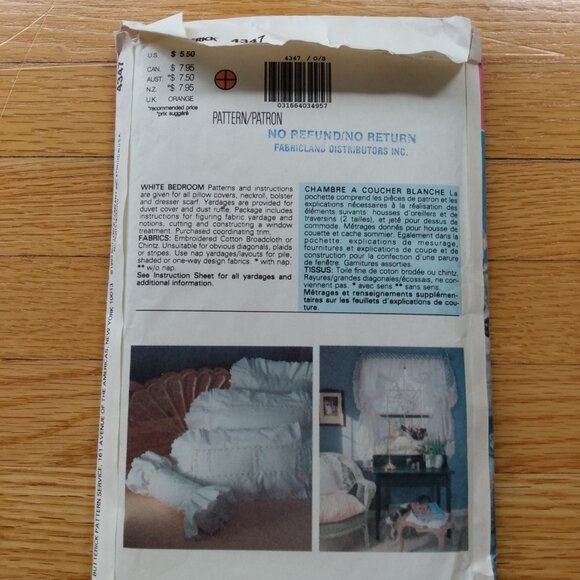 RICK 4347
4347
U.S. $ 5.50
CAN. $ 7.95
AUST. *$ 7.50
N.Z. *$ 7.95
U.K. ORANGE
*recommended price
*prix suggéré
4347 / 0/8
031664034957
PATTERN/PATRON
NO REFUND/NO RETURN
FABRICLAND DISTRIBUTORS INC.
WHITE BEDROOM Patterns and instructions
are given for all pillow covers, neckroll, bolster
and dresser scarf. Yardages are provided for
duvet cover and dust ruffle. Package includes
instructions for figuring fabric yardage and
notions, cutting and constructing a window
treatment. Purchased coordinating trim.
FABRICS: Embroidered Cotton Broadcloth or
Chintz. Unsuitable for obvious diagonals, plaids
or stripes. Use nap yardages/layouts for pile,
shaded or one-way design fabrics. * with nap.
** w/o nap.
See Instruction Sheet for all yardages and
additional information.
CHAMBRE A COUCHER BLANCHE La
pochette comprend les pièces de patron et les
explications nécessaires à la réalisation des
éléments suivants: housses d'oreillers et de
traversins (2 tailles), et jeté pour dessus de
commode. Métrages donnés pour housse de
couette et cache sommier. Egalement dans la
pochette: explications de mesurage,
fournitures et explications de coupe et de
construction pour la confection d'une parure
de fenêtre. Garnitures assorties.
TISSUS: Toile fine de coton brodée ou chintz.
Rayures/grandes diagonales/écossais, ne con-
viennent pas. * avec sens ** sans sens.
Métrages et renseignements supplémen-
taires sur les feuillets d'explications de cou-
ture.
BUTTERICK PATTERN SERVICE, 161 AVENUE OF THE AMERICAS, NEW YORK, NEW YORK 10013
4347